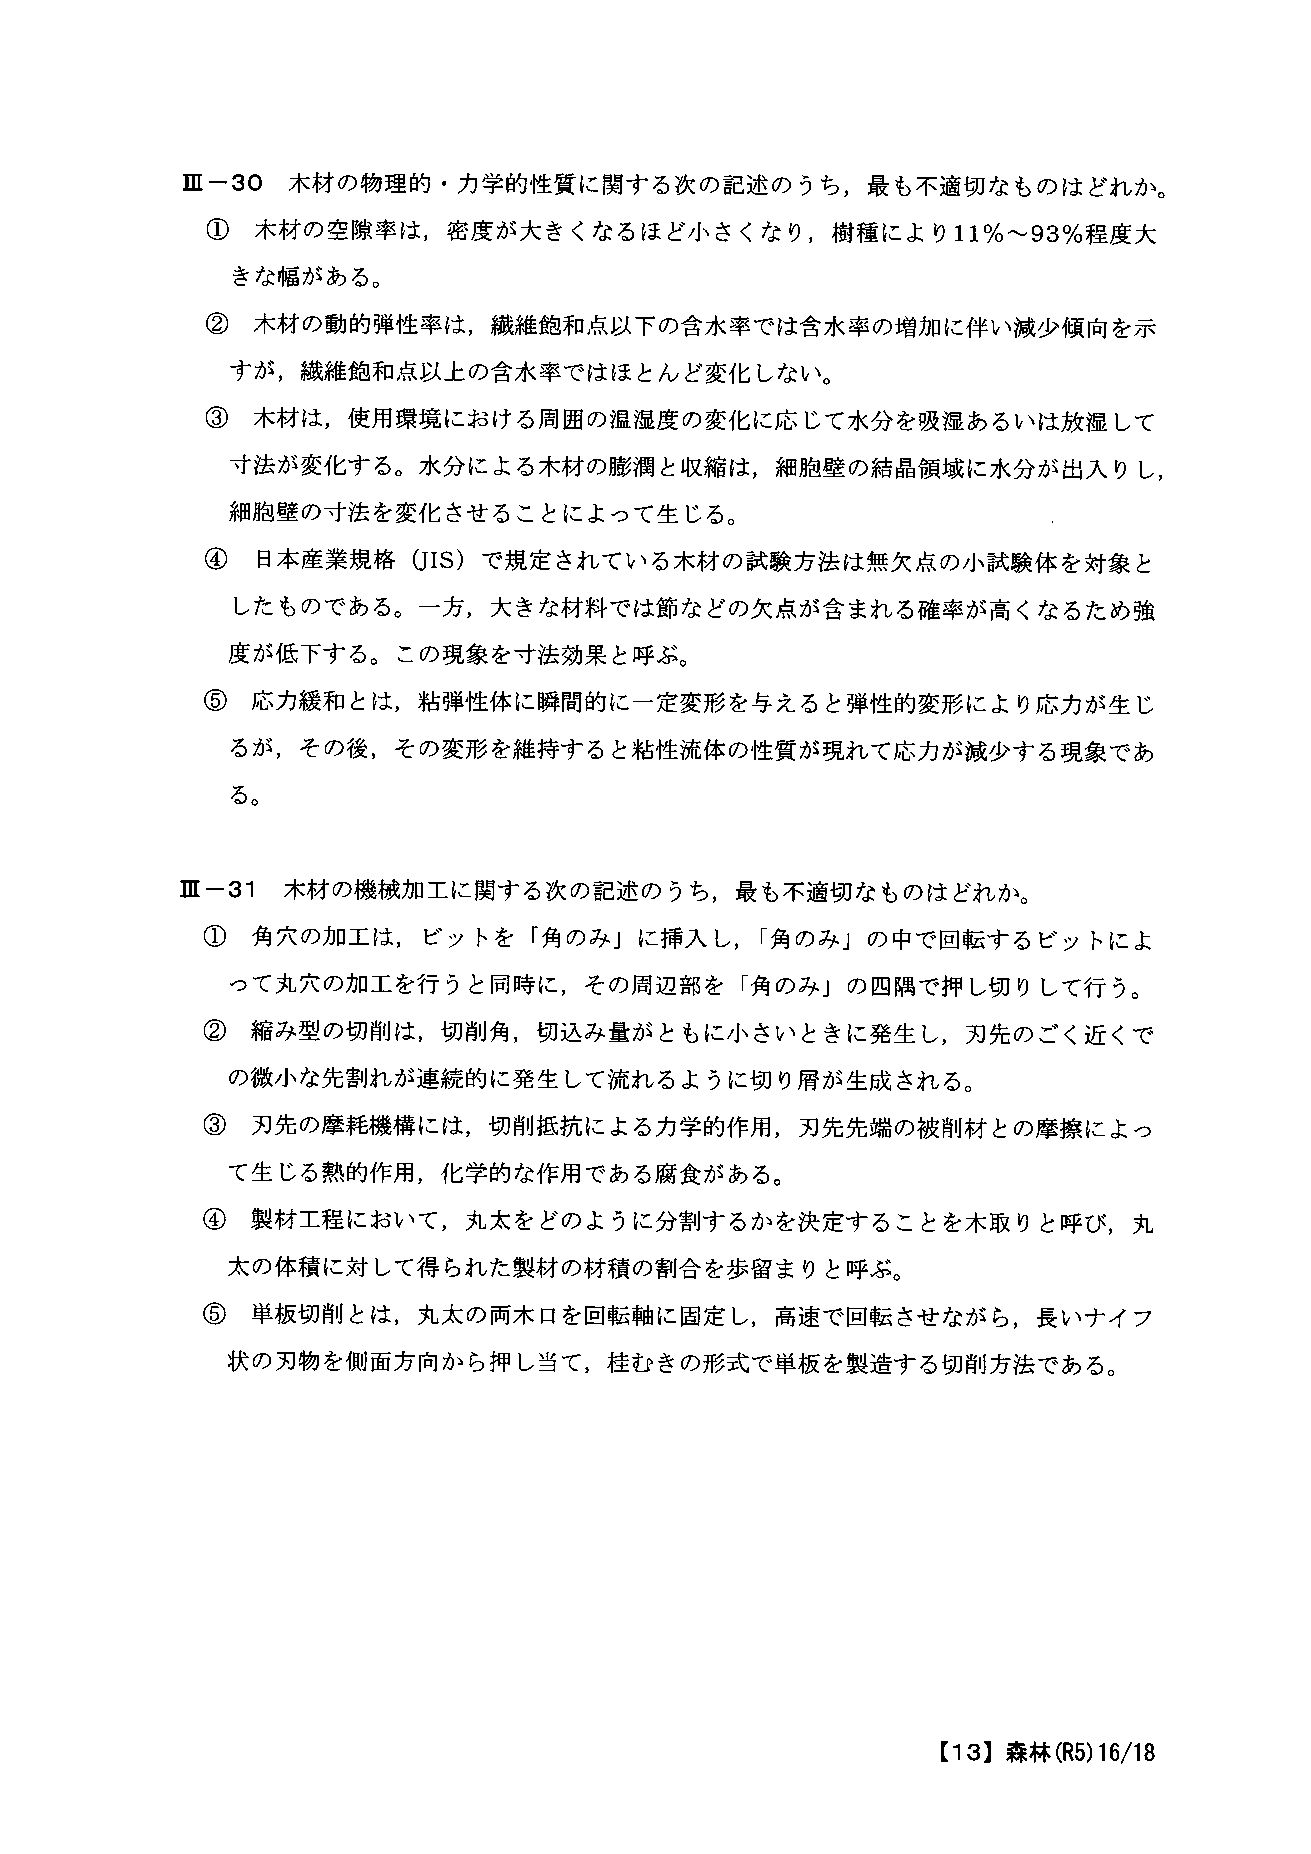 Ⅲ－30　木材の物理的・力学的性質に関する次の記述のうち，最も不適切なものはどれか。
①　木材の空隙率は，密度が大きくなるほど小さくなり，樹種により11％～93％程度大
きな幅がある。
②　木材の動的弾性率は，繊維飽和点以下の含水率では含水率の増加に伴い減少傾向を示
すが，繊維飽和点以上の含水率ではほとんど変化しない。
③　木材は，使用環境における周囲の温湿度の変化に応じて水分を吸湿あるいは放湿して
寸法が変化する。水分による木材の膨潤と収縮は，細胞壁の結晶領域に水分が出入りし，
細胞壁の寸法を変化させることによって生じる。
④　日本産業規格（JIS）で規定されている木材の試験方法は無欠点の小試験体を対象と
したものである。一方，大きな材料では節などの欠点が含まれる確率が高くなるため強
度が低下する。この現象を寸法効果と呼ぶ。
⑤　応力緩和とは，粘弾性体に瞬間的に一定変形を与えると弾性的変形により応力が生じ
るが，その後，その変形を維持すると粘性流体の性質が現れて応力が減少する現象であ
る。
Ⅲ－31　木材の機械加工に関する次の記述のうち，最も不適切なものはどれか。
①　角穴の加工は，ビットを「角のみ」に挿入し，「角のみ」の中で回転するビットによ
って丸穴の加工を行うと同時に，その周辺部を「角のみ」の四隅で押し切りして行う。
②　縮み型の切削は，切削角，切込み量がともに小さいときに発生し，刃先のごく近くで
の微小な先割れが連続的に発生して流れるように切り屑が生成される。
③　刃先の摩耗機構には，切削抵抗による力学的作用，刃先先端の被削材との摩擦によっ
て生じる熱的作用，化学的な作用である腐食がある。
④　製材工程において，丸太をどのように分割するかを決定することを木取りと呼び，丸
太の体積に対して得られた製材の材積の割合を歩留まりと呼ぶ。
⑤　単板切削とは，丸太の両木口を回転軸に固定し，高速で回転させながら，長いナイフ
状の刃物を側面方向から押し当て，桂むきの形式で単板を製造する切削方法である。
【13】森林(R5)16/18